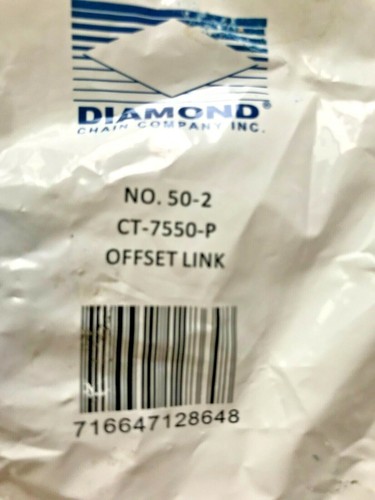 DIAMOND®
CHAIN COMPANY INC.
NO. 50-2
CT-7550-P
OFFSET LINK
716647128648